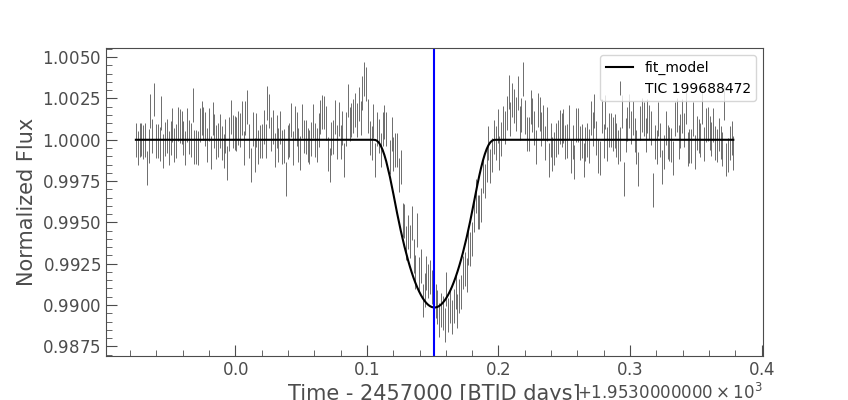 1.0050
1.0025
1.0000
0.9975
0.9950
0.9925
0.9900
0.9875
Normalized Flux
fit_model
TIC 199688472
0.0
0.1
0.2
0.3
0.4
Time - 2457000 [BTJD days]
+1.9530000000 × 10³